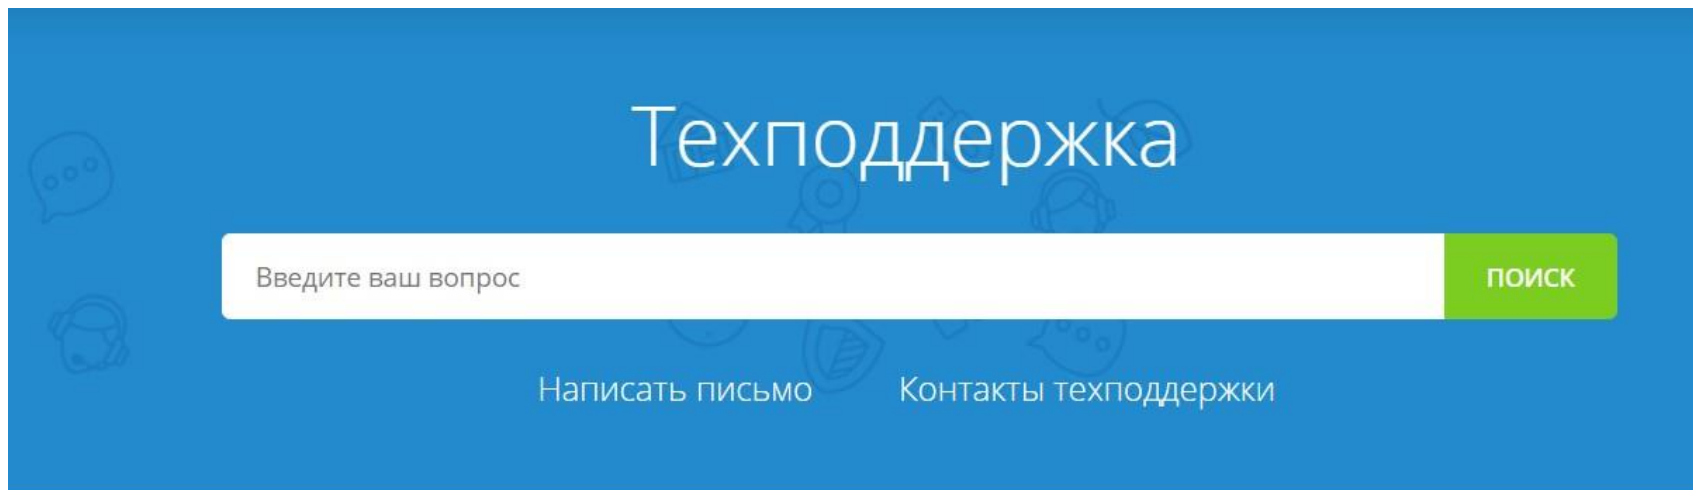 Техподдержка
Введите ваш вопрос
ПОИСК
Написать письмо
Контакты техподдержки